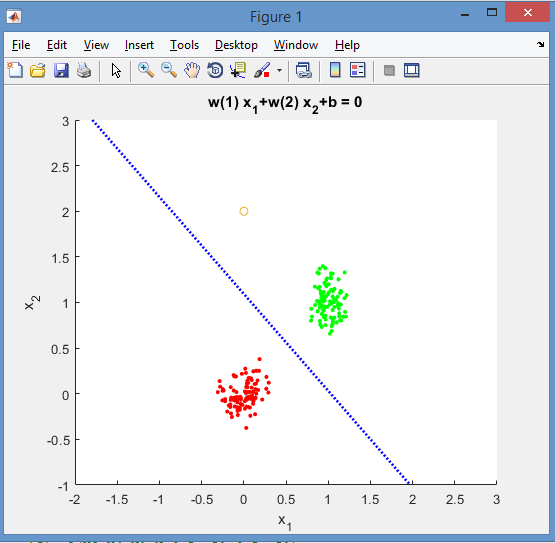 Figure 1
File Edit View Insert Tools Desktop Window Help
w(1) x1+w(2) x2+b = 0
3
2.5
2
1.5
1
0.5
0
-0.5
-1
x2
-2 -1.5 -1 -0.5 0 0.5 1 1.5 2 2.5 3
x1